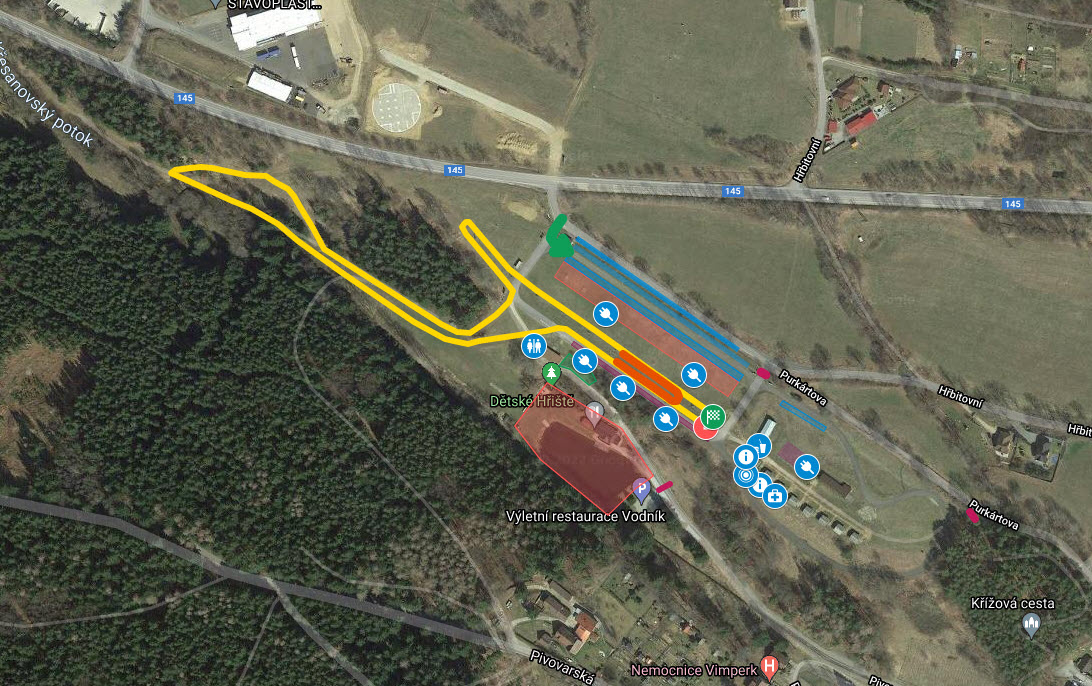 STAVOPLAST...
Křesanovský potok
145
145
145
145
Hřbitovní
Purkártova
Hřbitovní
Hřbit
Dětské Hřiště
Výletní restaurace Vodník
Purkártova
Křížová cesta
Pivovarská
Nemocnice Vimperk
H
Pivo